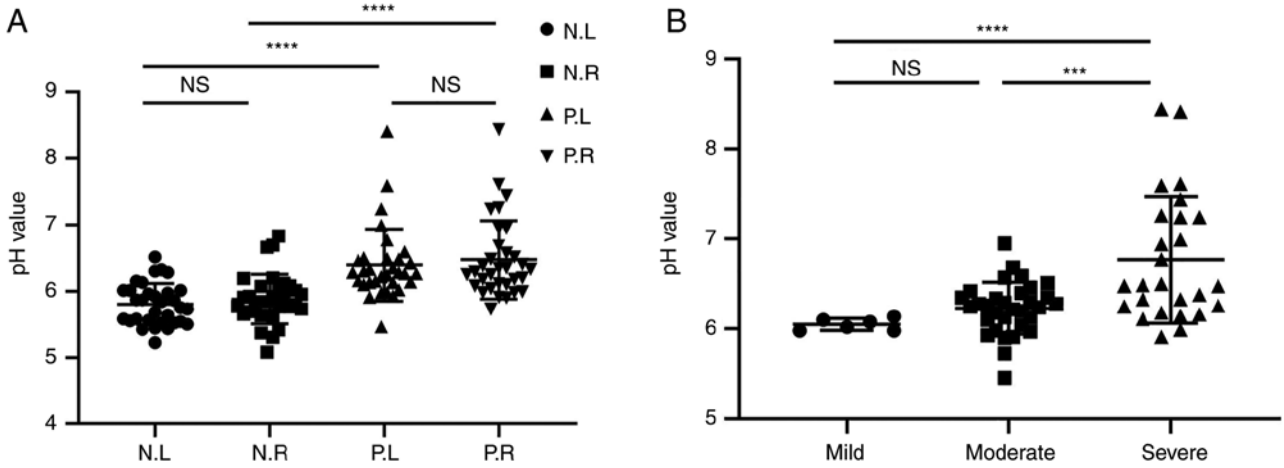 A
****
****
NS
NS
N.L
N.R
P.L
P.R
pH value
9
8
7
6
5
4
N.L
N.R
P.L
P.R
B
****
NS
***
pH value
9
8
7
6
5
Mild
Moderate
Severe